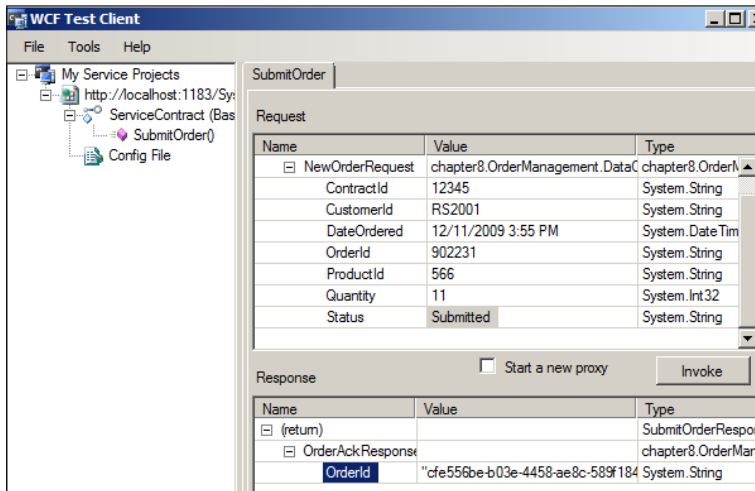 WCF Test Client
File Tools Help
My Service Projects
http://localhost:1183/Sy
ServiceContract (Bas
SubmitOrder()
Config File
SubmitOrder
Request
Name Value Type
NewOrderRequest chapter8.OrderManagement.DataC chapter8.OrderM
ContractId 12345 System.String
CustomerId RS2001 System.String
DateOrdered 12/11/2009 3:55 PM System.DateTim
OrderId 902231 System.String
ProductId 566 System.String
Quantity 11 System.Int32
Status Submitted System.String
Response
Start a new proxy
Invoke
Name Value Type
(return) SubmitOrderRespo
OrderAckResponse chapter8.OrderMar
OrderId "cfe556be-b03e-4458-ae8c-589f184 System.String